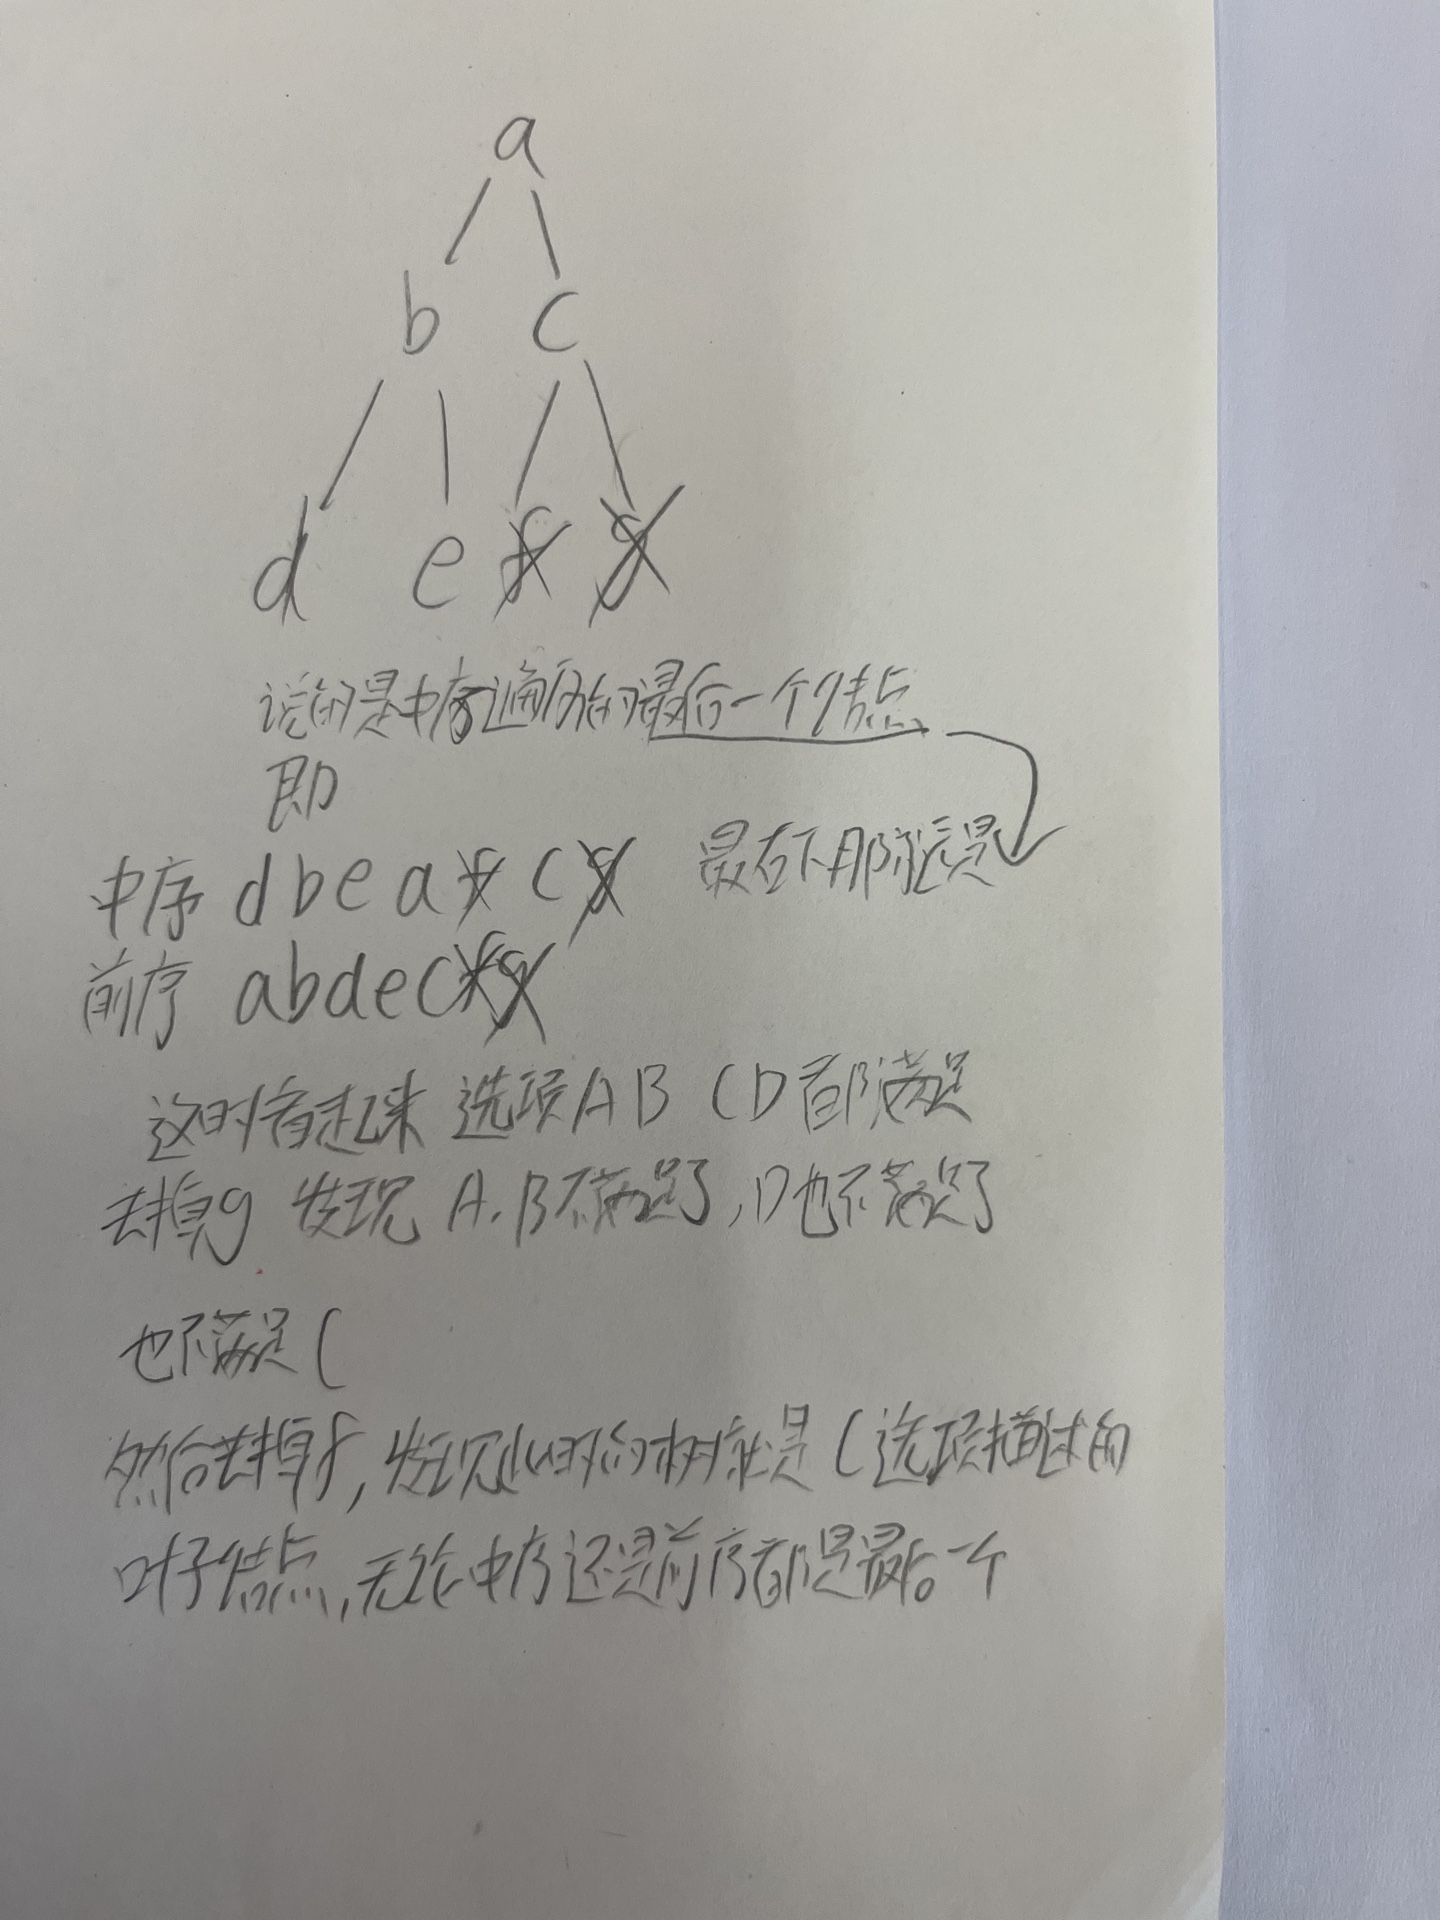 a
b c
d e f g
说的是中序遍历的最后一个结点
即
中序 d b e a f c g 最右下那就是
前序 a b d e c f g
这时看起来 选项A B C D 都满足
去掉g 发现 A.B不满足了,D也不满足了
也不满足C
然后去掉f,发现此时的树就是C选项描述的
叶子结点,无论中序还是前序都是最后一个